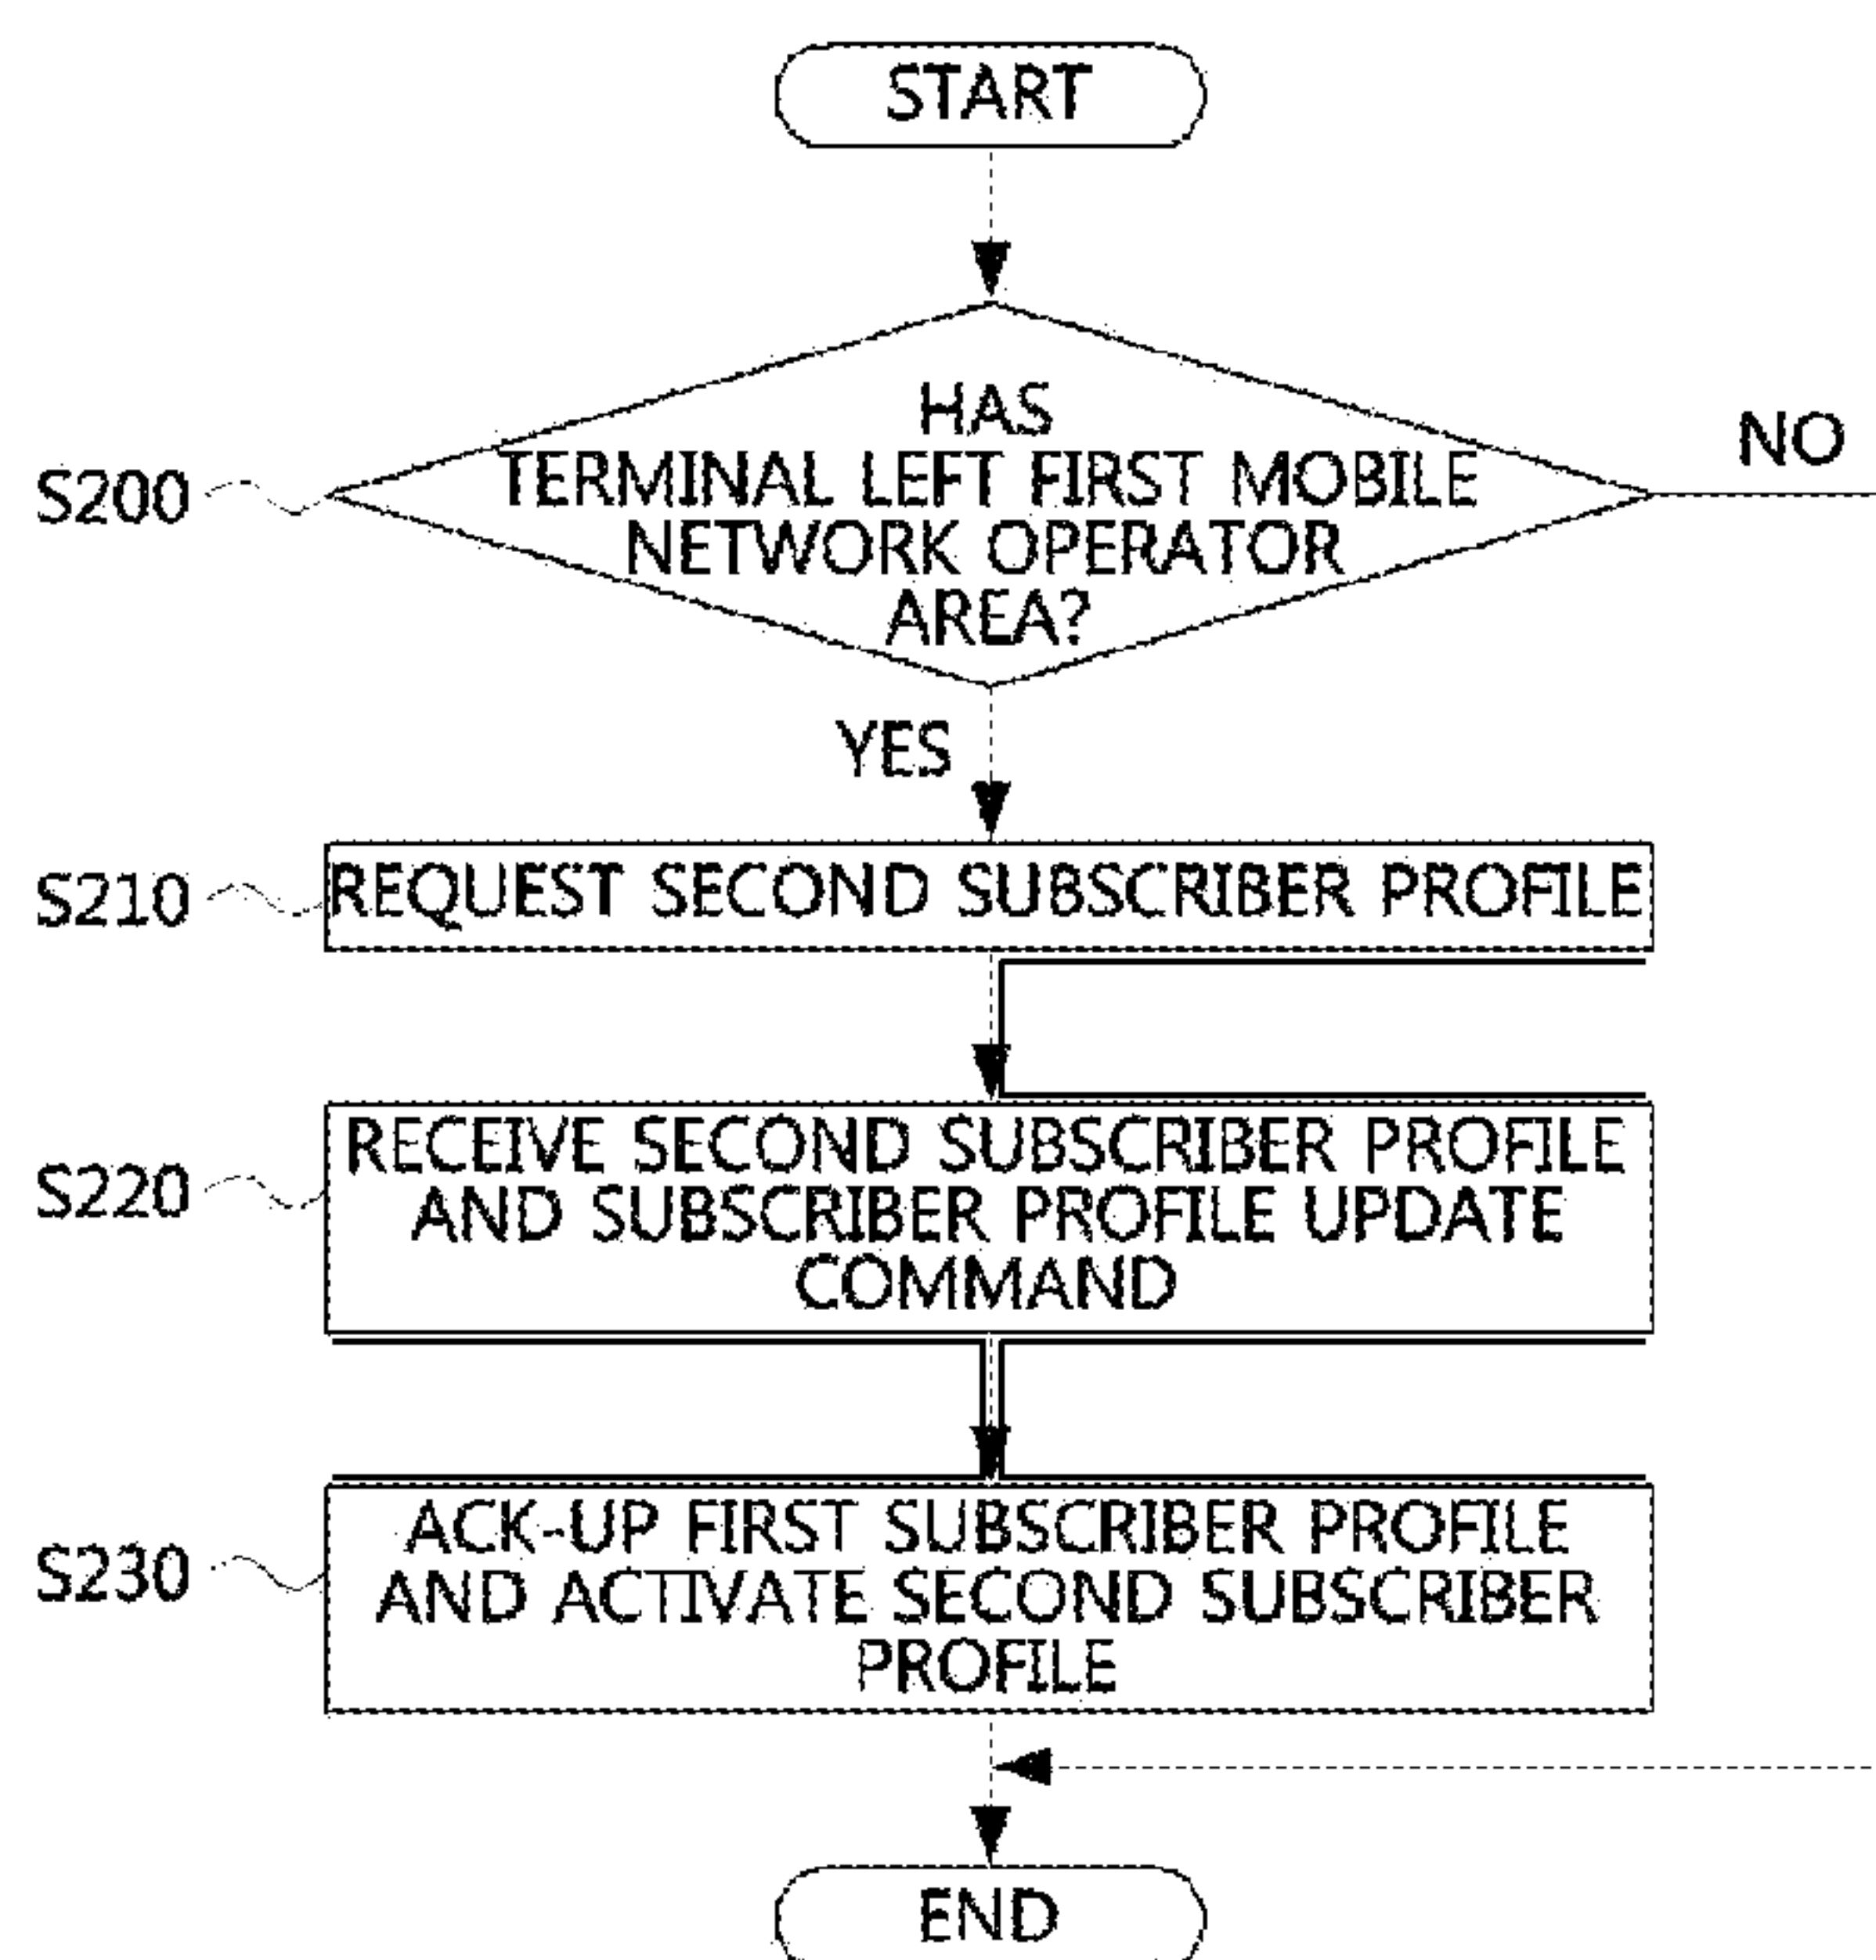 START
HAS
TERMINAL LEFT FIRST MOBILE
NETWORK OPERATOR
AREA?
NO
S200
YES
S210
REQUEST SECOND SUBSCRIBER PROFILE
S220
RECEIVE SECOND SUBSCRIBER PROFILE
AND SUBSCRIBER PROFILE UPDATE
COMMAND
S230
ACK-UP FIRST SUBSCRIBER PROFILE
AND ACTIVATE SECOND SUBSCRIBER
PROFILE
END